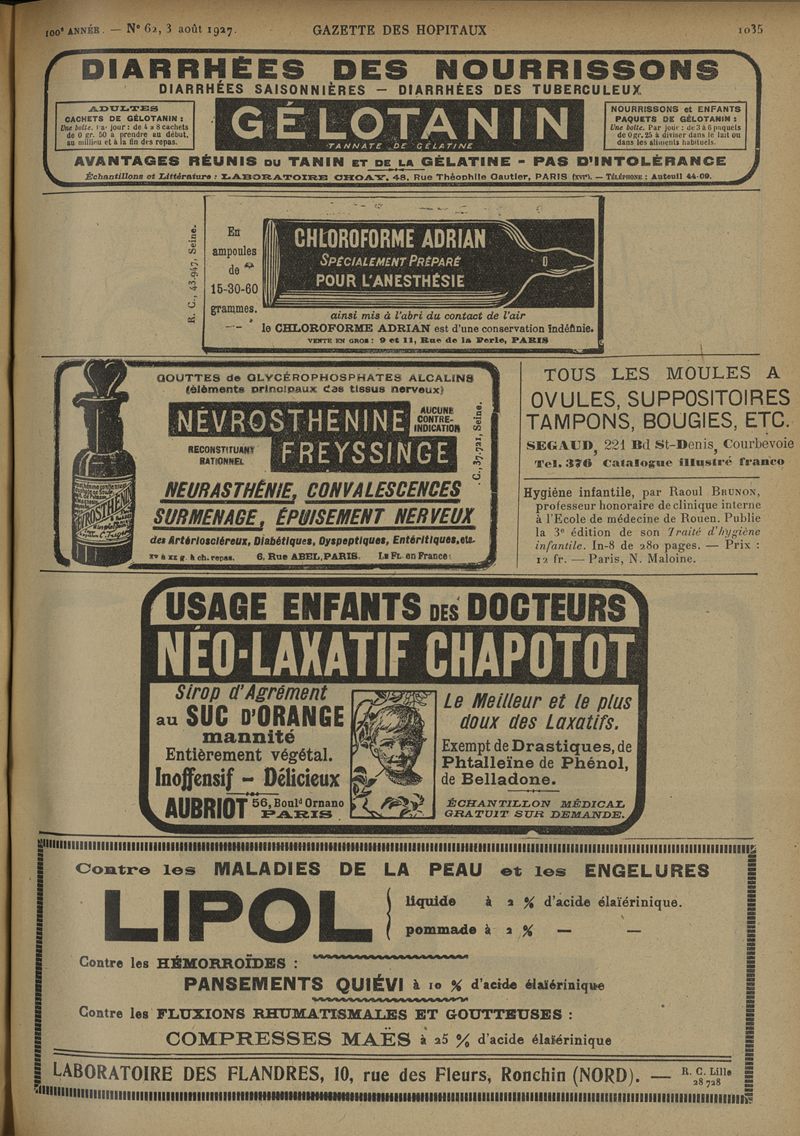 100e ANNÉE. — N° 62, 3 août 1927. GAZETTE DES HOPITAUX 1035
DIARRHÉES DES NOURRISSONS
DIARRHÉES SAISONNIÈRES — DIARRHÉES DES TUBERCULEUX
ADULTES
CACHETS DE GÉLOTANIN :
Une boîte. Par jour : de 4 à 8 cachets
de 0 gr. 50 à prendre au début,
au milieu et à la fin des repas.
GÉLOTANIN
TANNATE DE GÉLATINE
NOURRISSONS et ENFANTS
PAQUETS DE GÉLOTANIN :
Une boîte. Par jour : de 3 à 6 paquets
de 0 gr. 25 à diviser dans le lait ou
dans les aliments habituels.
AVANTAGES RÉUNIS DU TANIN ET DE LA GÉLATINE - PAS D'INTOLÉRANCE
Échantillons et Littérature : LABORATOIRE CHOAY, 48, Rue Théophile Gautier, PARIS (XVIe). — TÉLÉPHONE : Auteuil 44-09.
R. C., 43.947, Seine.
En
ampoules
de
15-30-60
grammes.
CHLOROFORME ADRIAN
SPÉCIALEMENT PRÉPARÉ
POUR L'ANESTHÉSIE
ainsi mis à l'abri du contact de l'air
le CHLOROFORME ADRIAN est d'une conservation indéfinie.
VENTE EN GROS : 9 et 11, Rue de la Perle, PARIS
GOUTTES de GLYCÉROPHOSPHATES ALCALINS
(éléments principaux des tissus nerveux)
NÉVROSTHÉNINE
AUCUNE
CONTRE-
INDICATION
RECONSTITUANT
RATIONNEL
FREYSSINGE
.C., 37.721, Seine.
NEURASTHÉNIE, CONVALESCENCES
SURMENAGE, ÉPUISEMENT NERVEUX
des Artérioscléreux, Diabétiques, Dyspeptiques, Entéritiques, etc.
XV à XX g. à ch. repas. 6, Rue ABEL, PARIS. Le Ft. en France :
TOUS LES MOULES A
OVULES, SUPPOSITOIRES
TAMPONS, BOUGIES, ETC.
SEGAUD, 221 Bd St-Denis, Courbevoie
Tel. 376 Catalogue illustré franco
Hygiène infantile, par Raoul BRUNON,
professeur honoraire de clinique interne
à l'Ecole de médecine de Rouen. Publie
la 3e édition de son Traité d'hygiène
infantile. In-8 de 280 pages. — Prix :
12 fr. — Paris, N. Maloine.
USAGE ENFANTS DES DOCTEURS
NÉO-LAXATIF CHAPOTOT
Sirop d'Agrément
au SUC D'ORANGE
mannité
Entièrement végétal.
Inoffensif - Délicieux
AUBRIOT 56, Bould Ornano
PARIS
Le Meilleur et le plus
doux des Laxatifs.
Exempt de Drastiques, de
Phtalleïne de Phénol,
de Belladone.
ÉCHANTILLON MÉDICAL
GRATUIT SUR DEMANDE.
Contre les MALADIES DE LA PEAU et les ENGELURES
LIPOL
liquide à 2 % d'acide élaïérinique.
pommade à 2 % — —
Contre les HÉMORROÏDES :
PANSEMENTS QUIÉVI à 10 % d'acide élaïérinique
Contre les FLUXIONS RHUMATISMALES ET GOUTTEUSES :
COMPRESSES MAËS à 25 % d'acide élaïérinique
LABORATOIRE DES FLANDRES, 10, rue des Fleurs, Ronchin (NORD). — R. C. Lille
28 728